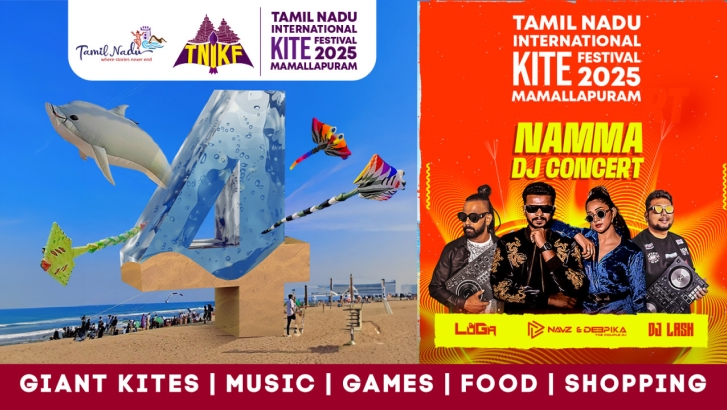 Tamil Nadu
where stories never end
TNIKF
TAMIL NADU
INTERNATIONAL
KITE FESTIVAL
2025
MAMALLAPURAM
4
TAMIL NADU
INTERNATIONAL
KITE FESTIVAL
2025
MAMALLAPURAM
NAMMA
DJ CONCERT
LOGA
NAVZ & DEEPIKA
DJ LASH
GIANT KITES | MUSIC | GAMES | FOOD | SHOPPING